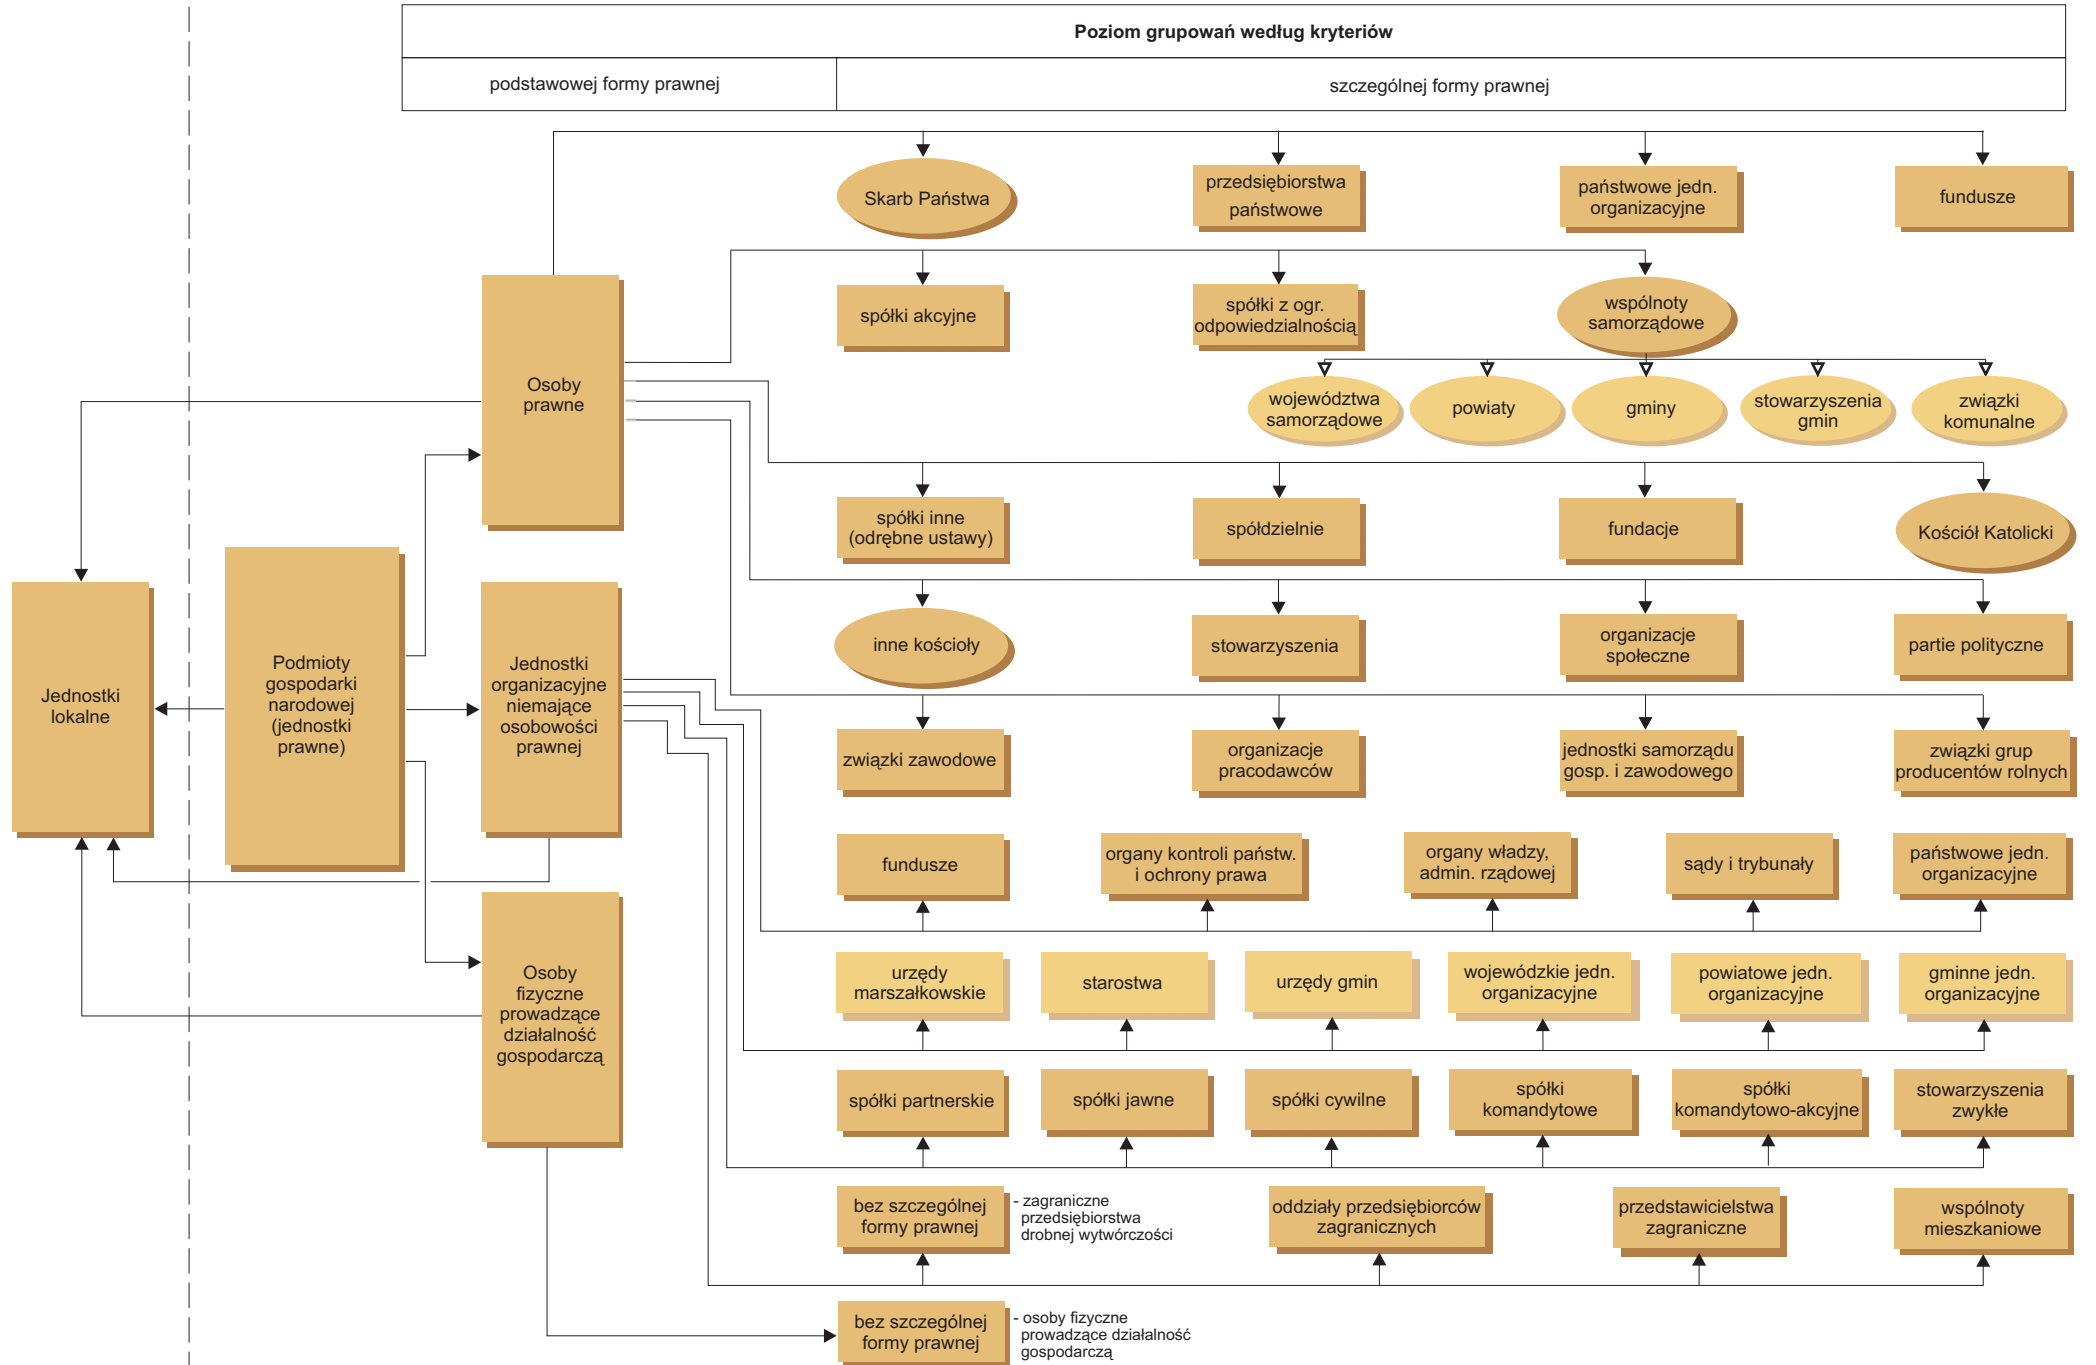 Poziom grupowań według kryteriów
podstawowej formy prawnej
szczególnej formy prawnej
Skarb Państwa
przedsiębiorstwa
państwowe
państwowe jedn.
organizacyjne
fundusze
spółki akcyjne
spółki z ogr.
odpowiedzialnością
wspólnoty
samorządowe
Osoby
prawne
województwa
samorządowe
powiaty
gminy
stowarzyszenia
gmin
związki
komunalne
spółki inne
(odrębne ustawy)
spółdzielnie
fundacje
Kościół Katolicki
inne kościoły
stowarzyszenia
organizacje
społeczne
partie polityczne
Jednostki
lokalne
Podmioty
gospodarki
narodowej
(jednostki
prawne)
Jednostki
organizacyjne
niemające
osobowości
prawnej
związki zawodowe
organizacje
pracodawców
jednostki samorządu
gosp. i zawodowego
związki grup
producentów rolnych
fundusze
organy kontroli państw.
i ochrony prawa
organy władzy,
admin. rządowej
sądy i trybunały
państwowe jedn.
organizacyjne
Osoby
fizyczne
prowadzące
działalność
gospodarczą
urzędy
marszałkowskie
starostwa
urzędy gmin
wojewódzkie jedn.
organizacyjne
powiatowe jedn.
organizacyjne
gminne jedn.
organizacyjne
spółki partnerskie
spółki jawne
spółki cywilne
spółki
komandytowe
spółki
komandytowo-akcyjne
stowarzyszenia
zwykłe
bez szczególnej
formy prawnej
- zagraniczne
przedsiębiorstwa
drobnej wytwórczości
oddziały przedsiębiorców
zagranicznych
przedstawicielstwa
zagraniczne
wspólnoty
mieszkaniowe
bez szczególnej
formy prawnej
- osoby fizyczne
prowadzące działalność
gospodarczą